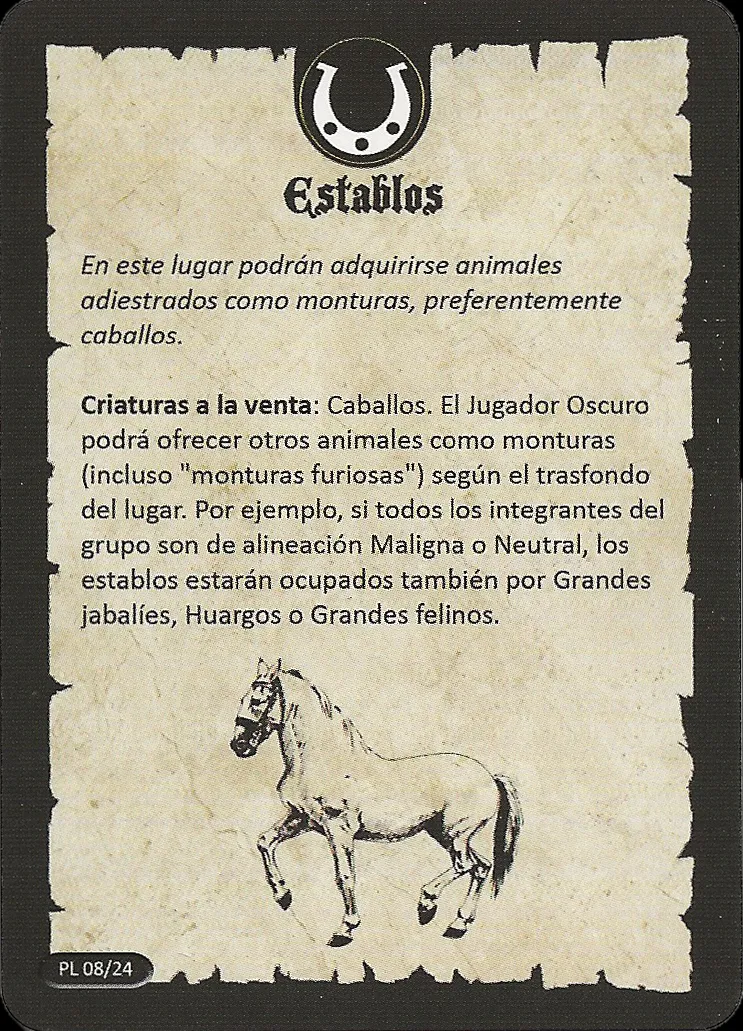 Establos
En este lugar podrán adquirirse animales
adiestrados como monturas, preferentemente
caballos.
Criaturas a la venta: Caballos. El Jugador Oscuro
podrá ofrecer otros animales como monturas
(incluso "monturas furiosas") según el trasfondo
del lugar. Por ejemplo, si todos los integrantes del
grupo son de alineación Maligna o Neutral, los
establos estarán ocupados también por Grandes
jabalíes, Huargos o Grandes felinos.
PL 08/24